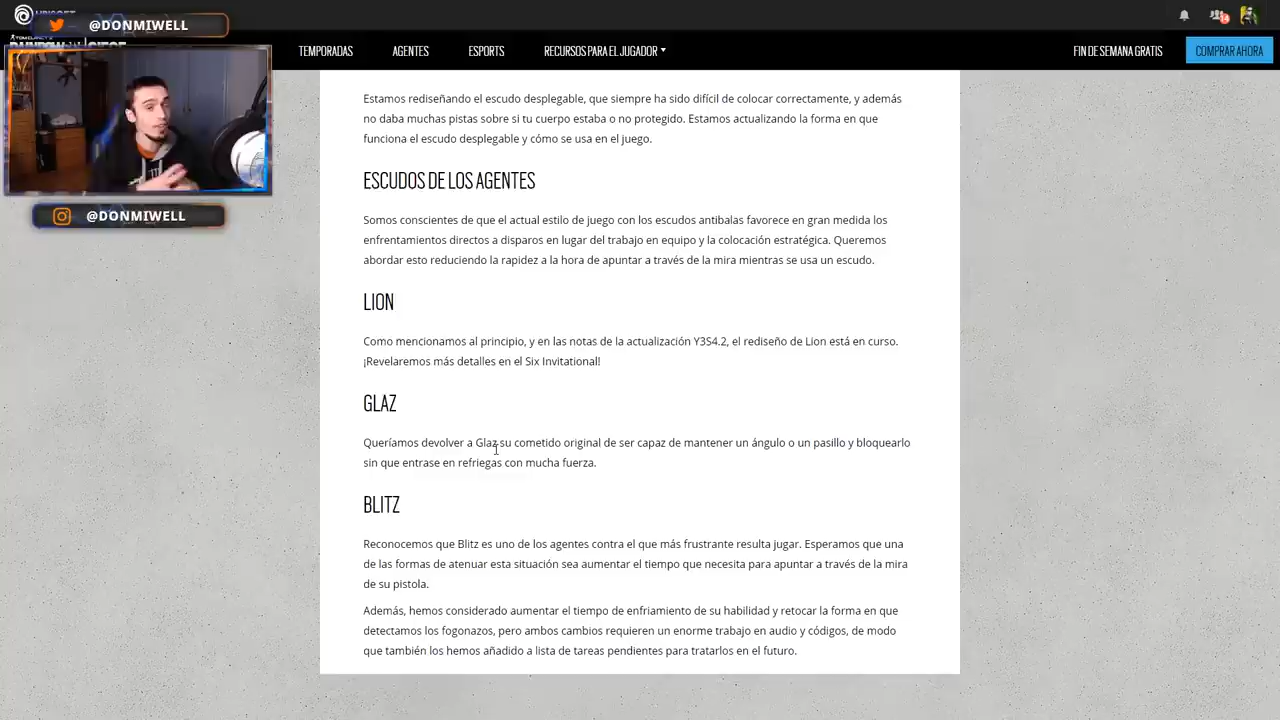 UBISOFT
@DONMIWELL
14
TEMPORADAS
AGENTES
ESPORTS
RECURSOS PARA EL JUGADOR
FIN DE SEMANA GRATIS
COMPRAR AHORA
@DONMIWELL
Estamos rediseñando el escudo desplegable, que siempre ha sido difícil de colocar correctamente, y además
no daba muchas pistas sobre si tu cuerpo estaba o no protegido. Estamos actualizando la forma en que
funciona el escudo desplegable y cómo se usa en el juego.
ESCUDOS DE LOS AGENTES
Somos conscientes de que el actual estilo de juego con los escudos antibalas favorece en gran medida los
enfrentamientos directos a disparos en lugar del trabajo en equipo y la colocación estratégica. Queremos
abordar esto reduciendo la rapidez a la hora de apuntar a través de la mira mientras se usa un escudo.
LION
Como mencionamos al principio, y en las notas de la actualización Y3S4.2, el rediseño de Lion está en curso.
¡Revelaremos más detalles en el Six Invitational!
GLAZ
Queríamos devolver a Glaz su cometido original de ser capaz de mantener un ángulo o un pasillo y bloquearlo
sin que entrase en refriegas con mucha fuerza.
BLITZ
Reconocemos que Blitz es uno de los agentes contra el que más frustrante resulta jugar. Esperamos que una
de las formas de atenuar esta situación sea aumentar el tiempo que necesita para apuntar a través de la mira
de su pistola.
Además, hemos considerado aumentar el tiempo de enfriamiento de su habilidad y retocar la forma en que
detectamos los fogonazos, pero ambos cambios requieren un enorme trabajo en audio y códigos, de modo
que también los hemos añadido a lista de tareas pendientes para tratarlos en el futuro.